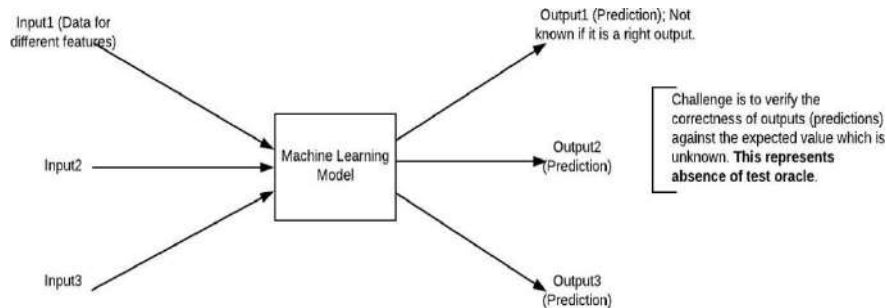 Input1 (Data for
different features)
Input2
Input3
Machine Learning
Model
Output1 (Prediction); Not
known if it is a right output.
Output2
(Prediction)
Output3
(Prediction)
Challenge is to verify the
correctness of outputs (predictions)
against the expected value which is
unknown. This represents
absence of test oracle.